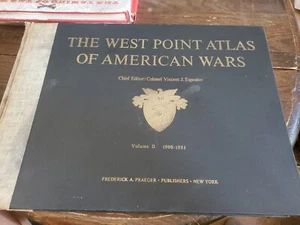 THE WEST POINT ATLAS
OF AMERICAN WARS
Chief Editor: Colonel Vincent J. Esposito
Volume II 1900-1953
FREDERICK A. PRAEGER · PUBLISHERS · NEW YORK